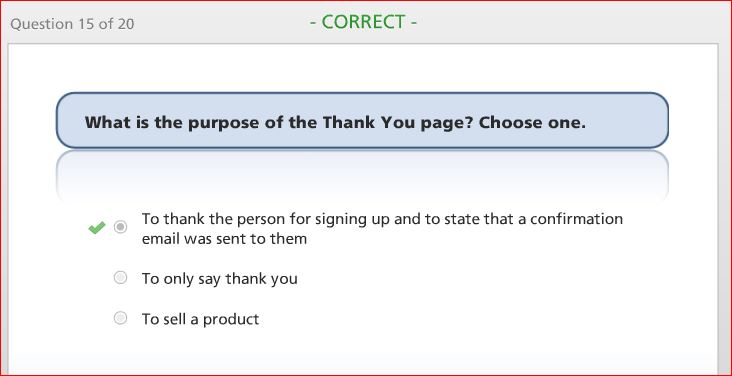 Question 15 of 20
- CORRECT -
What is the purpose of the Thank You page? Choose one.
To thank the person for signing up and to state that a confirmation
email was sent to them
To only say thank you
To sell a product